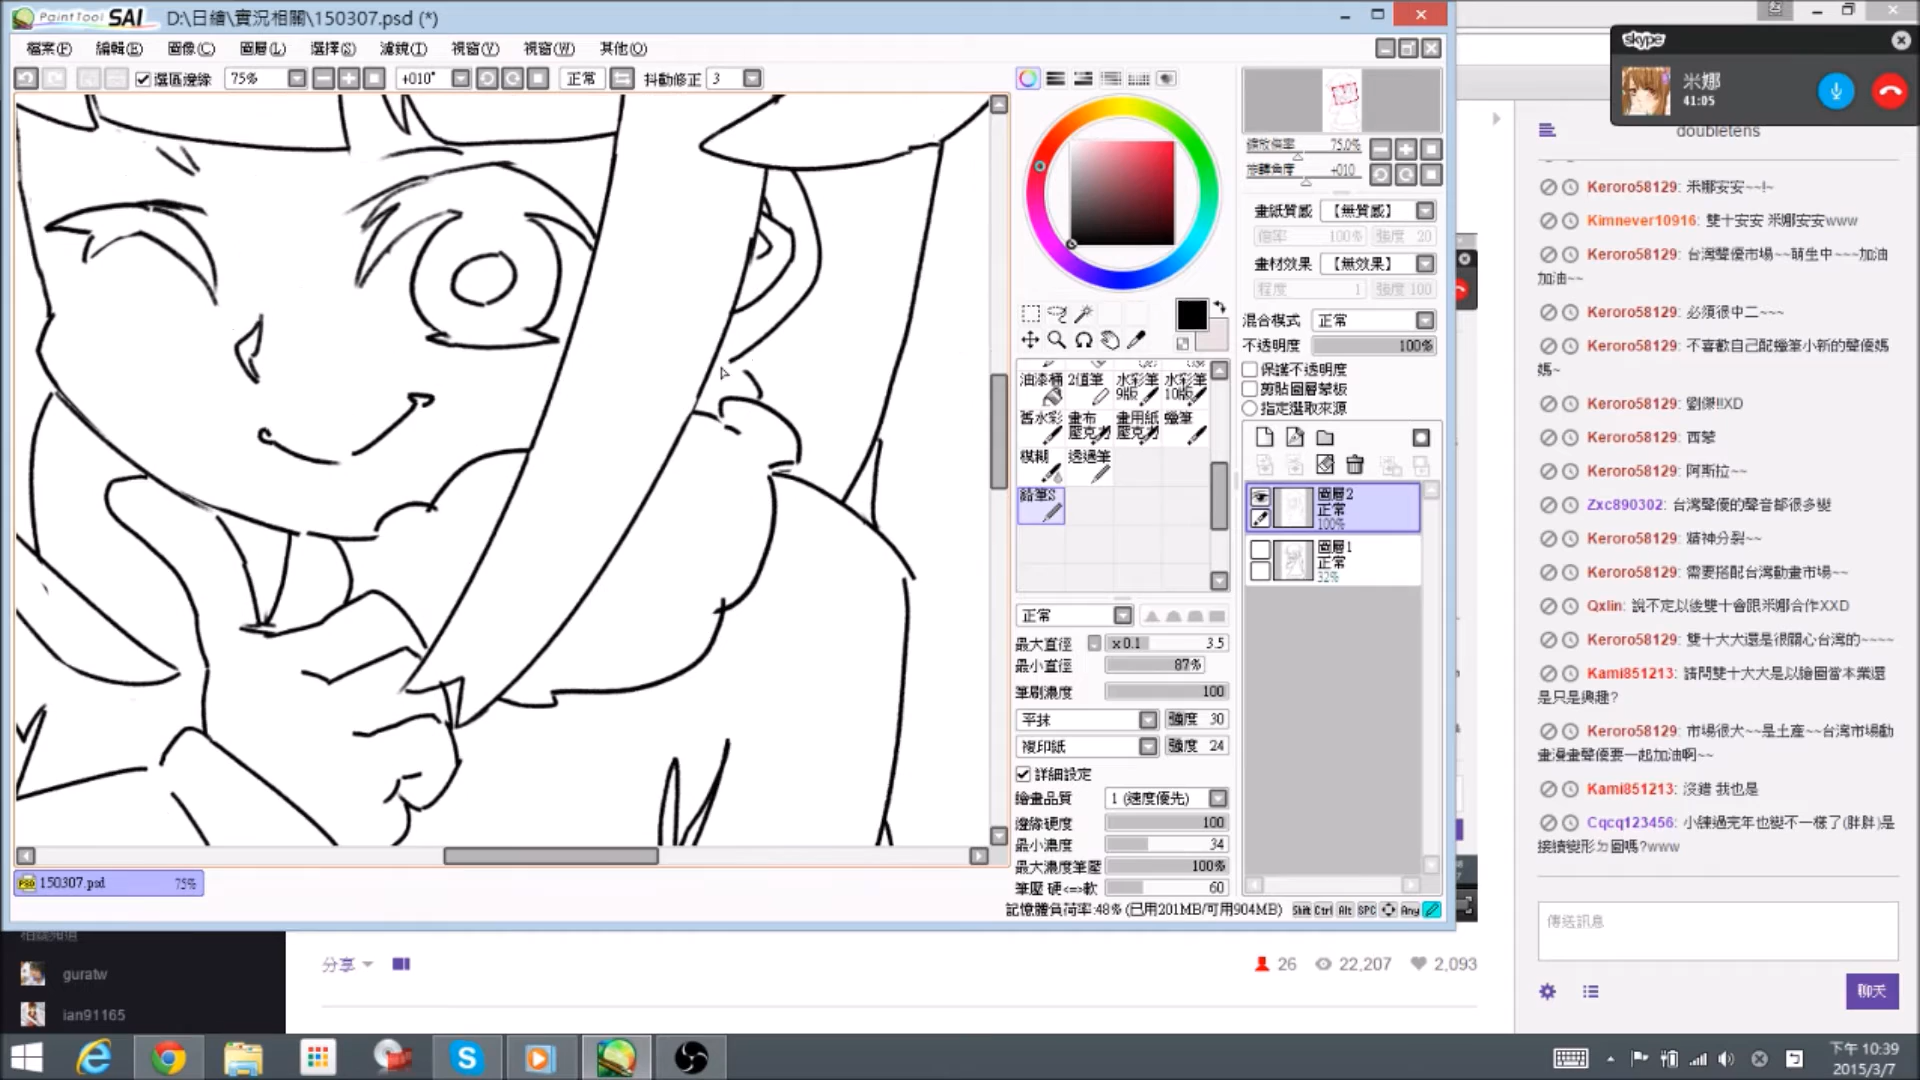 PaintTool SAI D:\日繪\實況相關\150307.psd (*)
檔案(F) 編輯(E) 圖像(C) 圖層(L) 選擇(S) 濾鏡(T) 視窗(V) 視窗(W) 其他(O)
選區邊緣 75% +010° 正常 抖動修正 3
縮放倍率 75.0%
旋轉角度 +010
畫紙質感 【無質感】
倍率 100% 強度 20
畫材效果 【無效果】
程度 1 強度 100
混合模式 正常
不透明度 100%
保護不透明度
剪貼圖層蒙板
指定選取來源
油漆桶 2值筆 水彩筆9版 水彩筆10版
舊水彩 畫布壓克力 畫用紙壓克力 蠟筆
模糊 透過筆
鉛筆S
圖層2
正常
100%
圖層1
正常
32%
正常
最大直徑 x 0.1 3.5
最小直徑 87%
筆刷濃度 100
平抹 強度 30
複印紙 強度 24
詳細設定
繪畫品質 1 (速度優先)
邊緣硬度 100
最小濃度 34
最大濃度筆壓 100%
筆壓 硬<=>軟 60
150307.psd 75%
記憶體負荷率:48% (已用201MB/可用904MB) Shift Ctrl Alt SPC Any
skype
米娜
41:05
doubletens
Keroro58129: 米娜安安~~!~
Kimnever10916: 雙十安安 米娜安安www
Keroro58129: 台灣聲優市場~~萌生中~~~加油
加油~~
Keroro58129: 必須很中二~~~
Keroro58129: 不喜歡自己配蠟筆小新的聲優媽
媽~
Keroro58129: 劉傑!!XD
Keroro58129: 西犛
Keroro58129: 阿斯拉~~
Zxc890302: 台灣聲優的聲音都很多變
Keroro58129: 精神分裂~~
Keroro58129: 需要搭配台灣動畫市場~~
Qxlin: 說不定以後雙十會跟米娜合作XXD
Keroro58129: 雙十大大還是很關心台灣的~~~~
Kami851213: 請問雙十大大是以繪圖當本業還
是只是興趣?
Keroro58129: 市場很大~~是土產~~台灣市場動
畫漫畫聲優要一起加油啊~~
Kami851213: 沒錯 我也是
Cqcq123456: 小練過完年也變不一樣了(胖胖)是
接續變形ㄉ圖嗎?www
傳送訊息
聊天
分享
26 22,207 2,093
相關頻道
guratw
ian91165
下午 10:39
2015/3/7